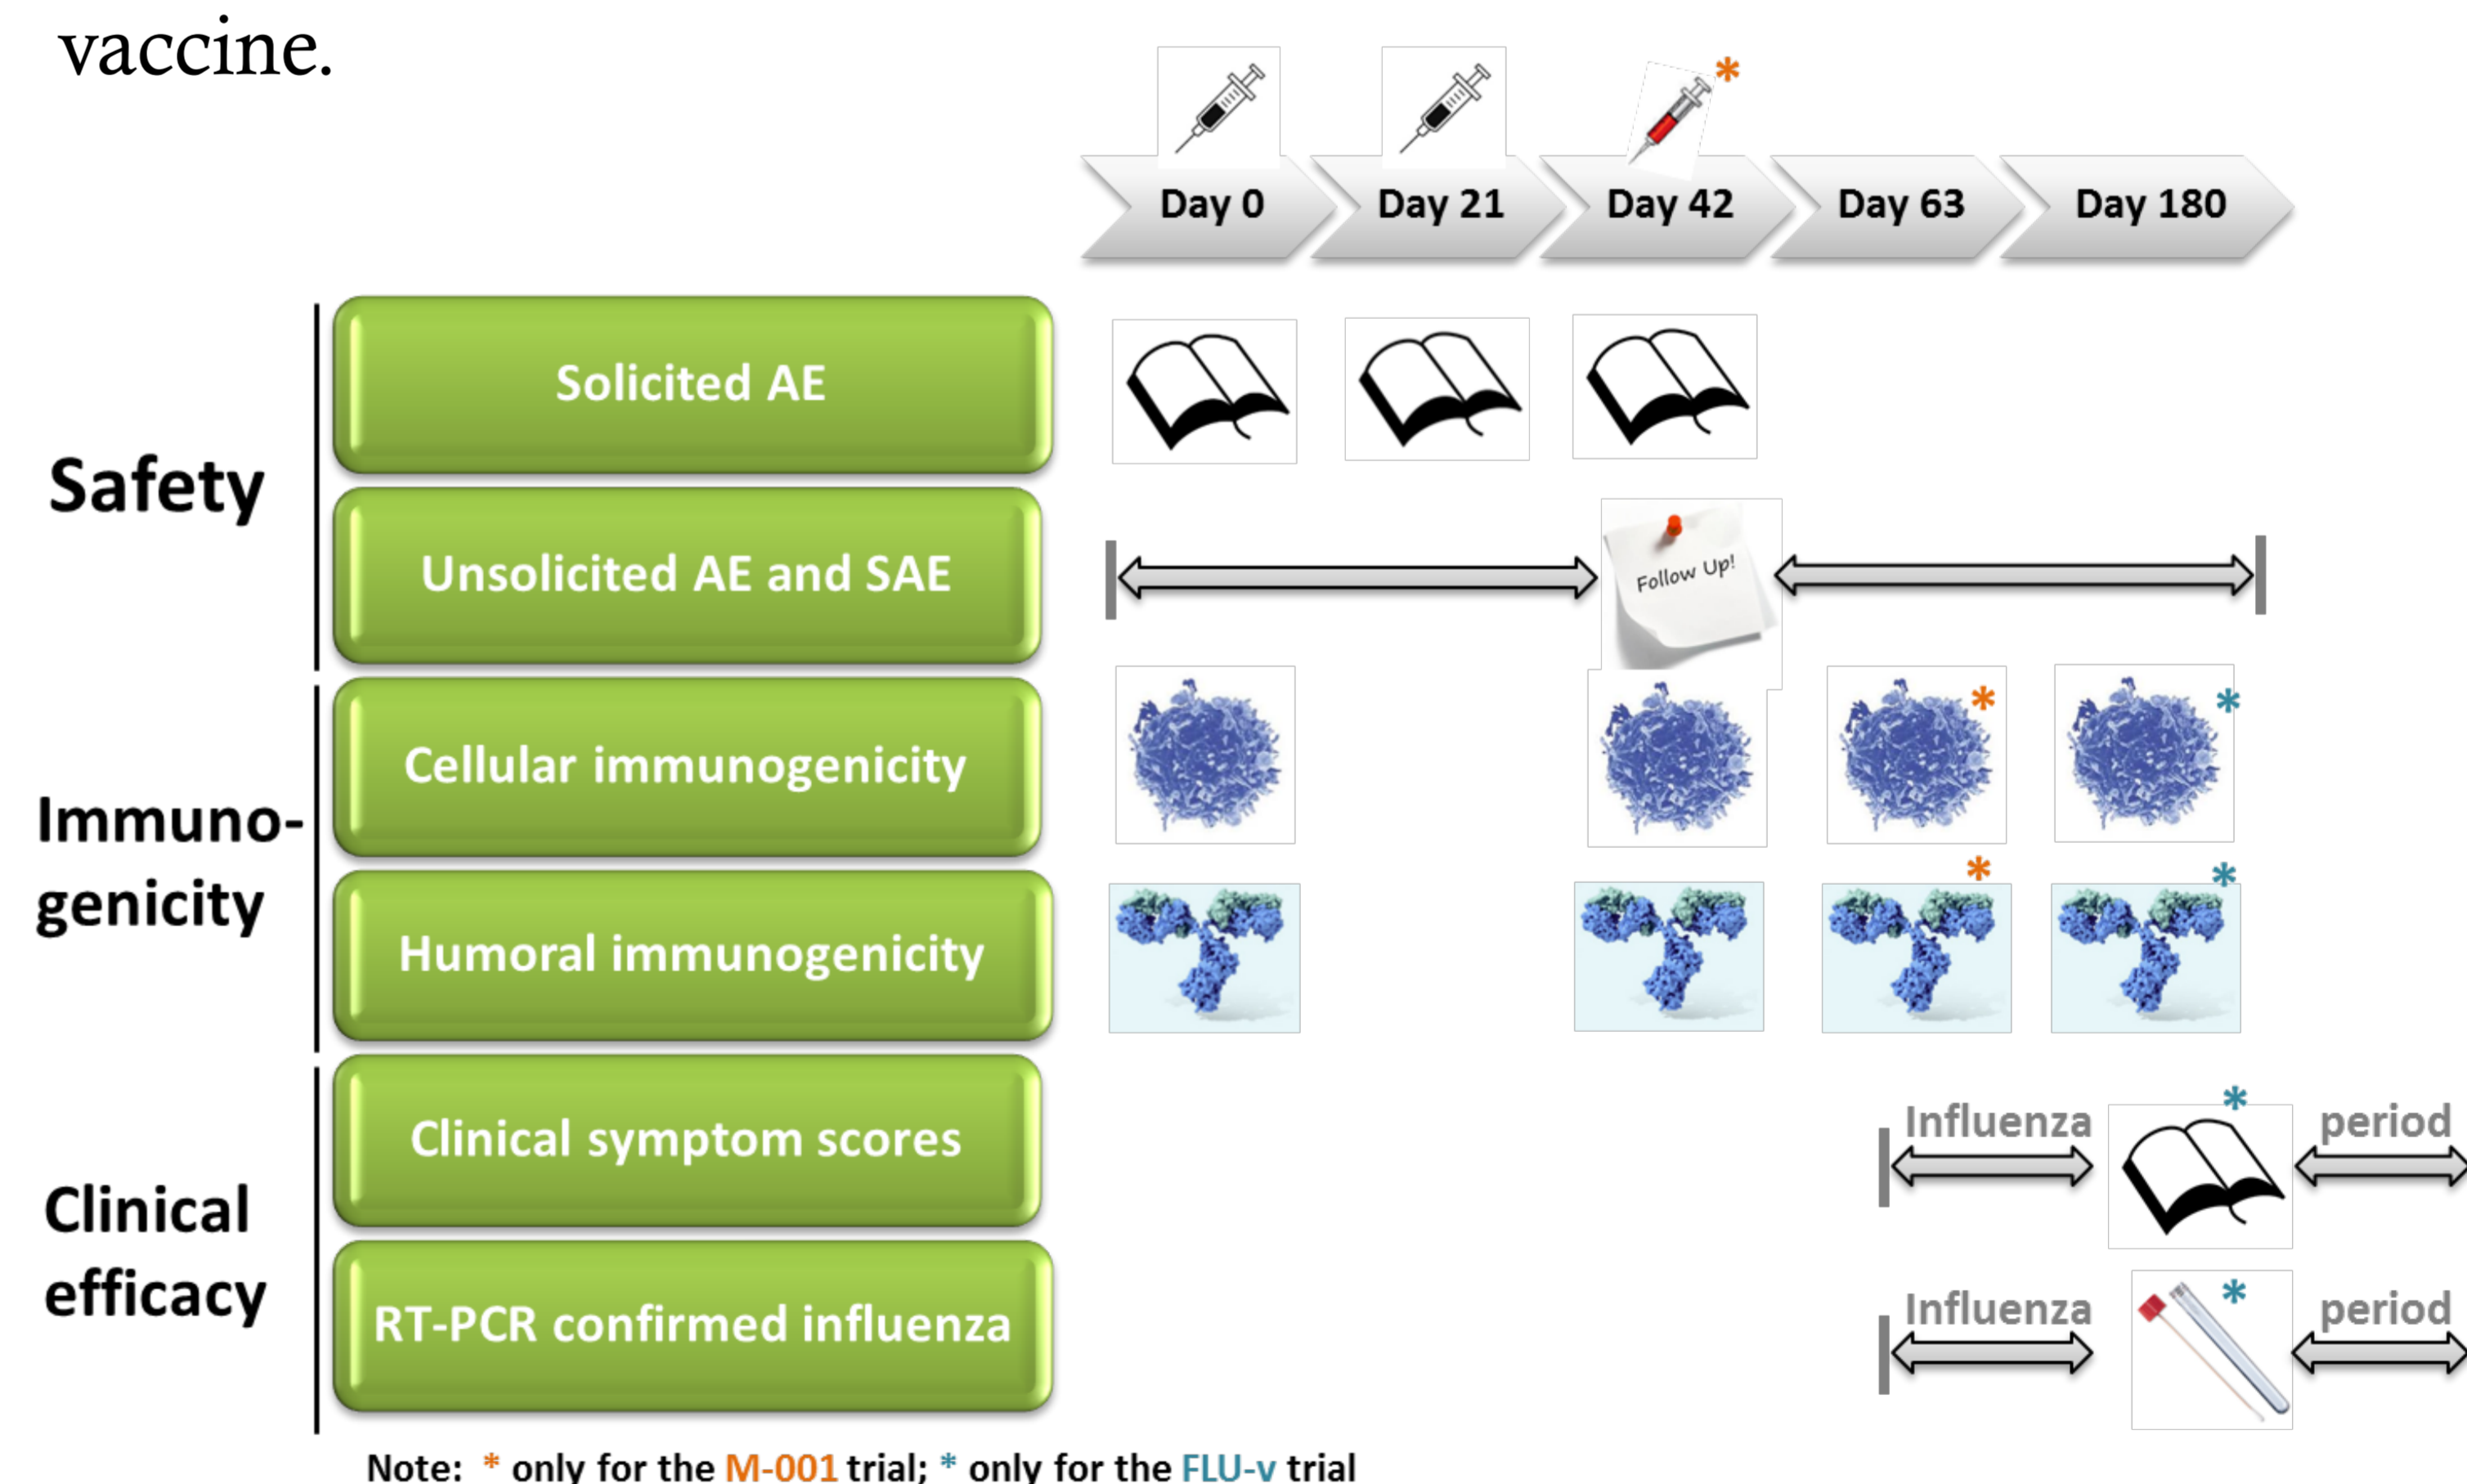 vaccine.
Day 0 Day 21 Day 42 Day 63 Day 180
*
Safety
Solicited AE
Unsolicited AE and SAE
Follow Up!
Immuno-
genicity
Cellular immunogenicity
* *
Humoral immunogenicity
* *
Clinical
efficacy
Clinical symptom scores
Influenza * period
RT-PCR confirmed influenza
Influenza * period
Note: * only for the M-001 trial; * only for the FLU-v trial